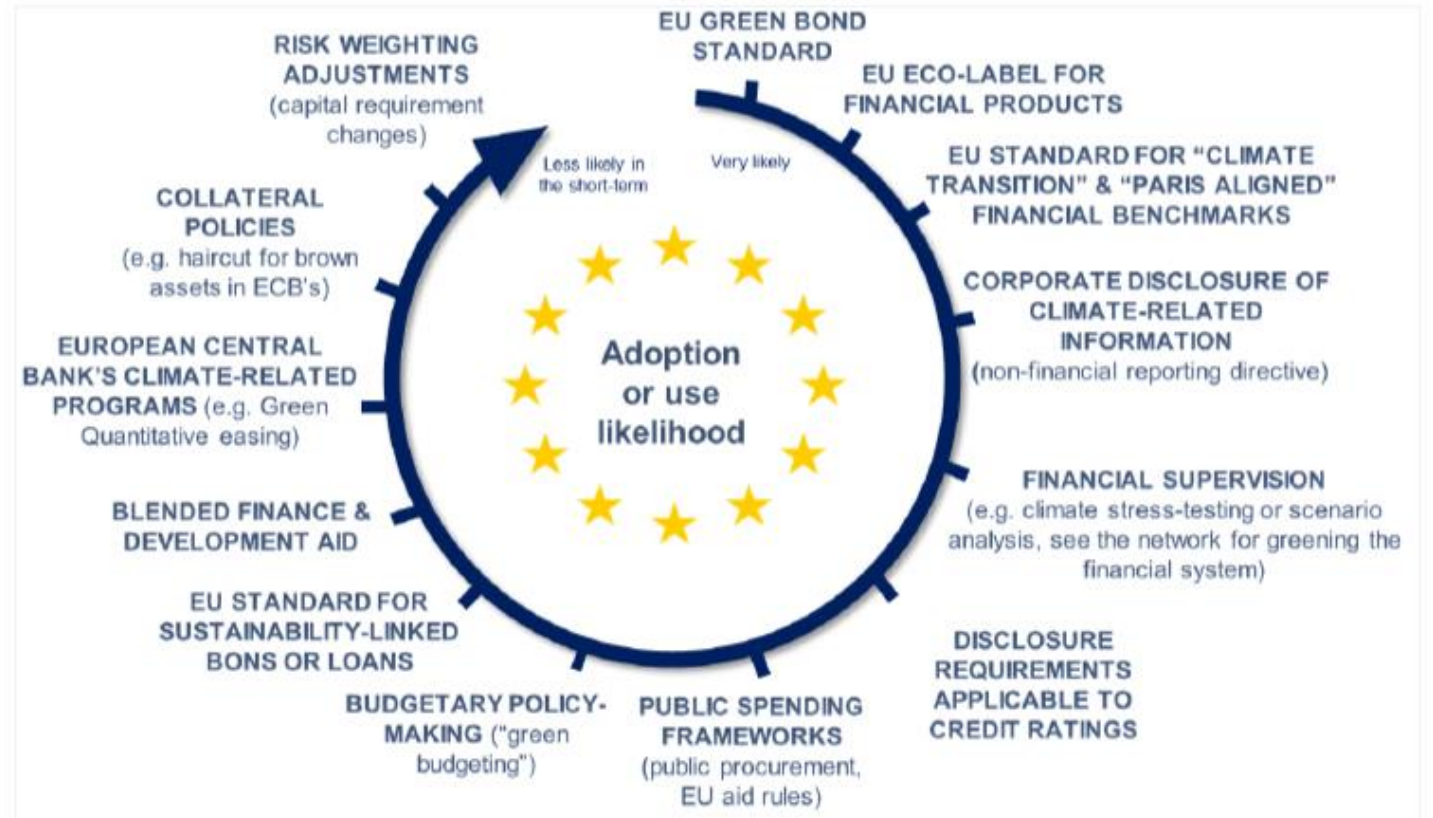 EU GREEN BOND
STANDARD
EU ECO-LABEL FOR
FINANCIAL PRODUCTS
EU STANDARD FOR “CLIMATE
TRANSITION” & “PARIS ALIGNED”
FINANCIAL BENCHMARKS
CORPORATE DISCLOSURE OF
CLIMATE-RELATED
INFORMATION
(non-financial reporting directive)
FINANCIAL SUPERVISION
(e.g. climate stress-testing or scenario
analysis, see the network for greening the
financial system)
DISCLOSURE
REQUIREMENTS
APPLICABLE TO
CREDIT RATINGS
PUBLIC SPENDING
FRAMEWORKS
(public procurement,
EU aid rules)
BUDGETARY POLICY-
MAKING ("green
budgeting")
EU STANDARD FOR
SUSTAINABILITY-LINKED
BONS OR LOANS
BLENDED FINANCE &
DEVELOPMENT AID
EUROPEAN CENTRAL
BANK’S CLIMATE-RELATED
PROGRAMS (e.g. Green
Quantitative easing)
COLLATERAL
POLICIES
(e.g. haircut for brown
assets in ECB’s)
RISK WEIGHTING
ADJUSTMENTS
(capital requirement
changes)
Less likely in
the short-term
Very likely
Adoption
or use
likelihood